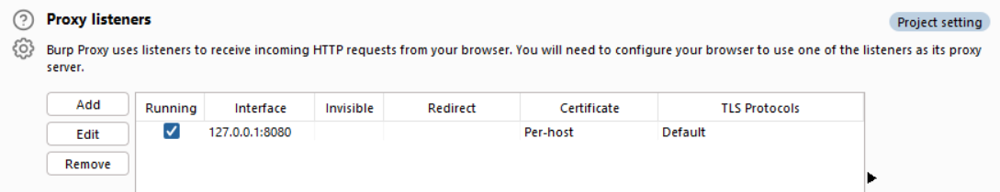 Proxy listeners
Project setting
Burp Proxy uses listeners to receive incoming HTTP requests from your browser. You will need to configure your browser to use one of the listeners as its proxy
server.
Add
Edit
Remove
Running Interface Invisible Redirect Certificate TLS Protocols
127.0.0.1:8080 Per-host Default